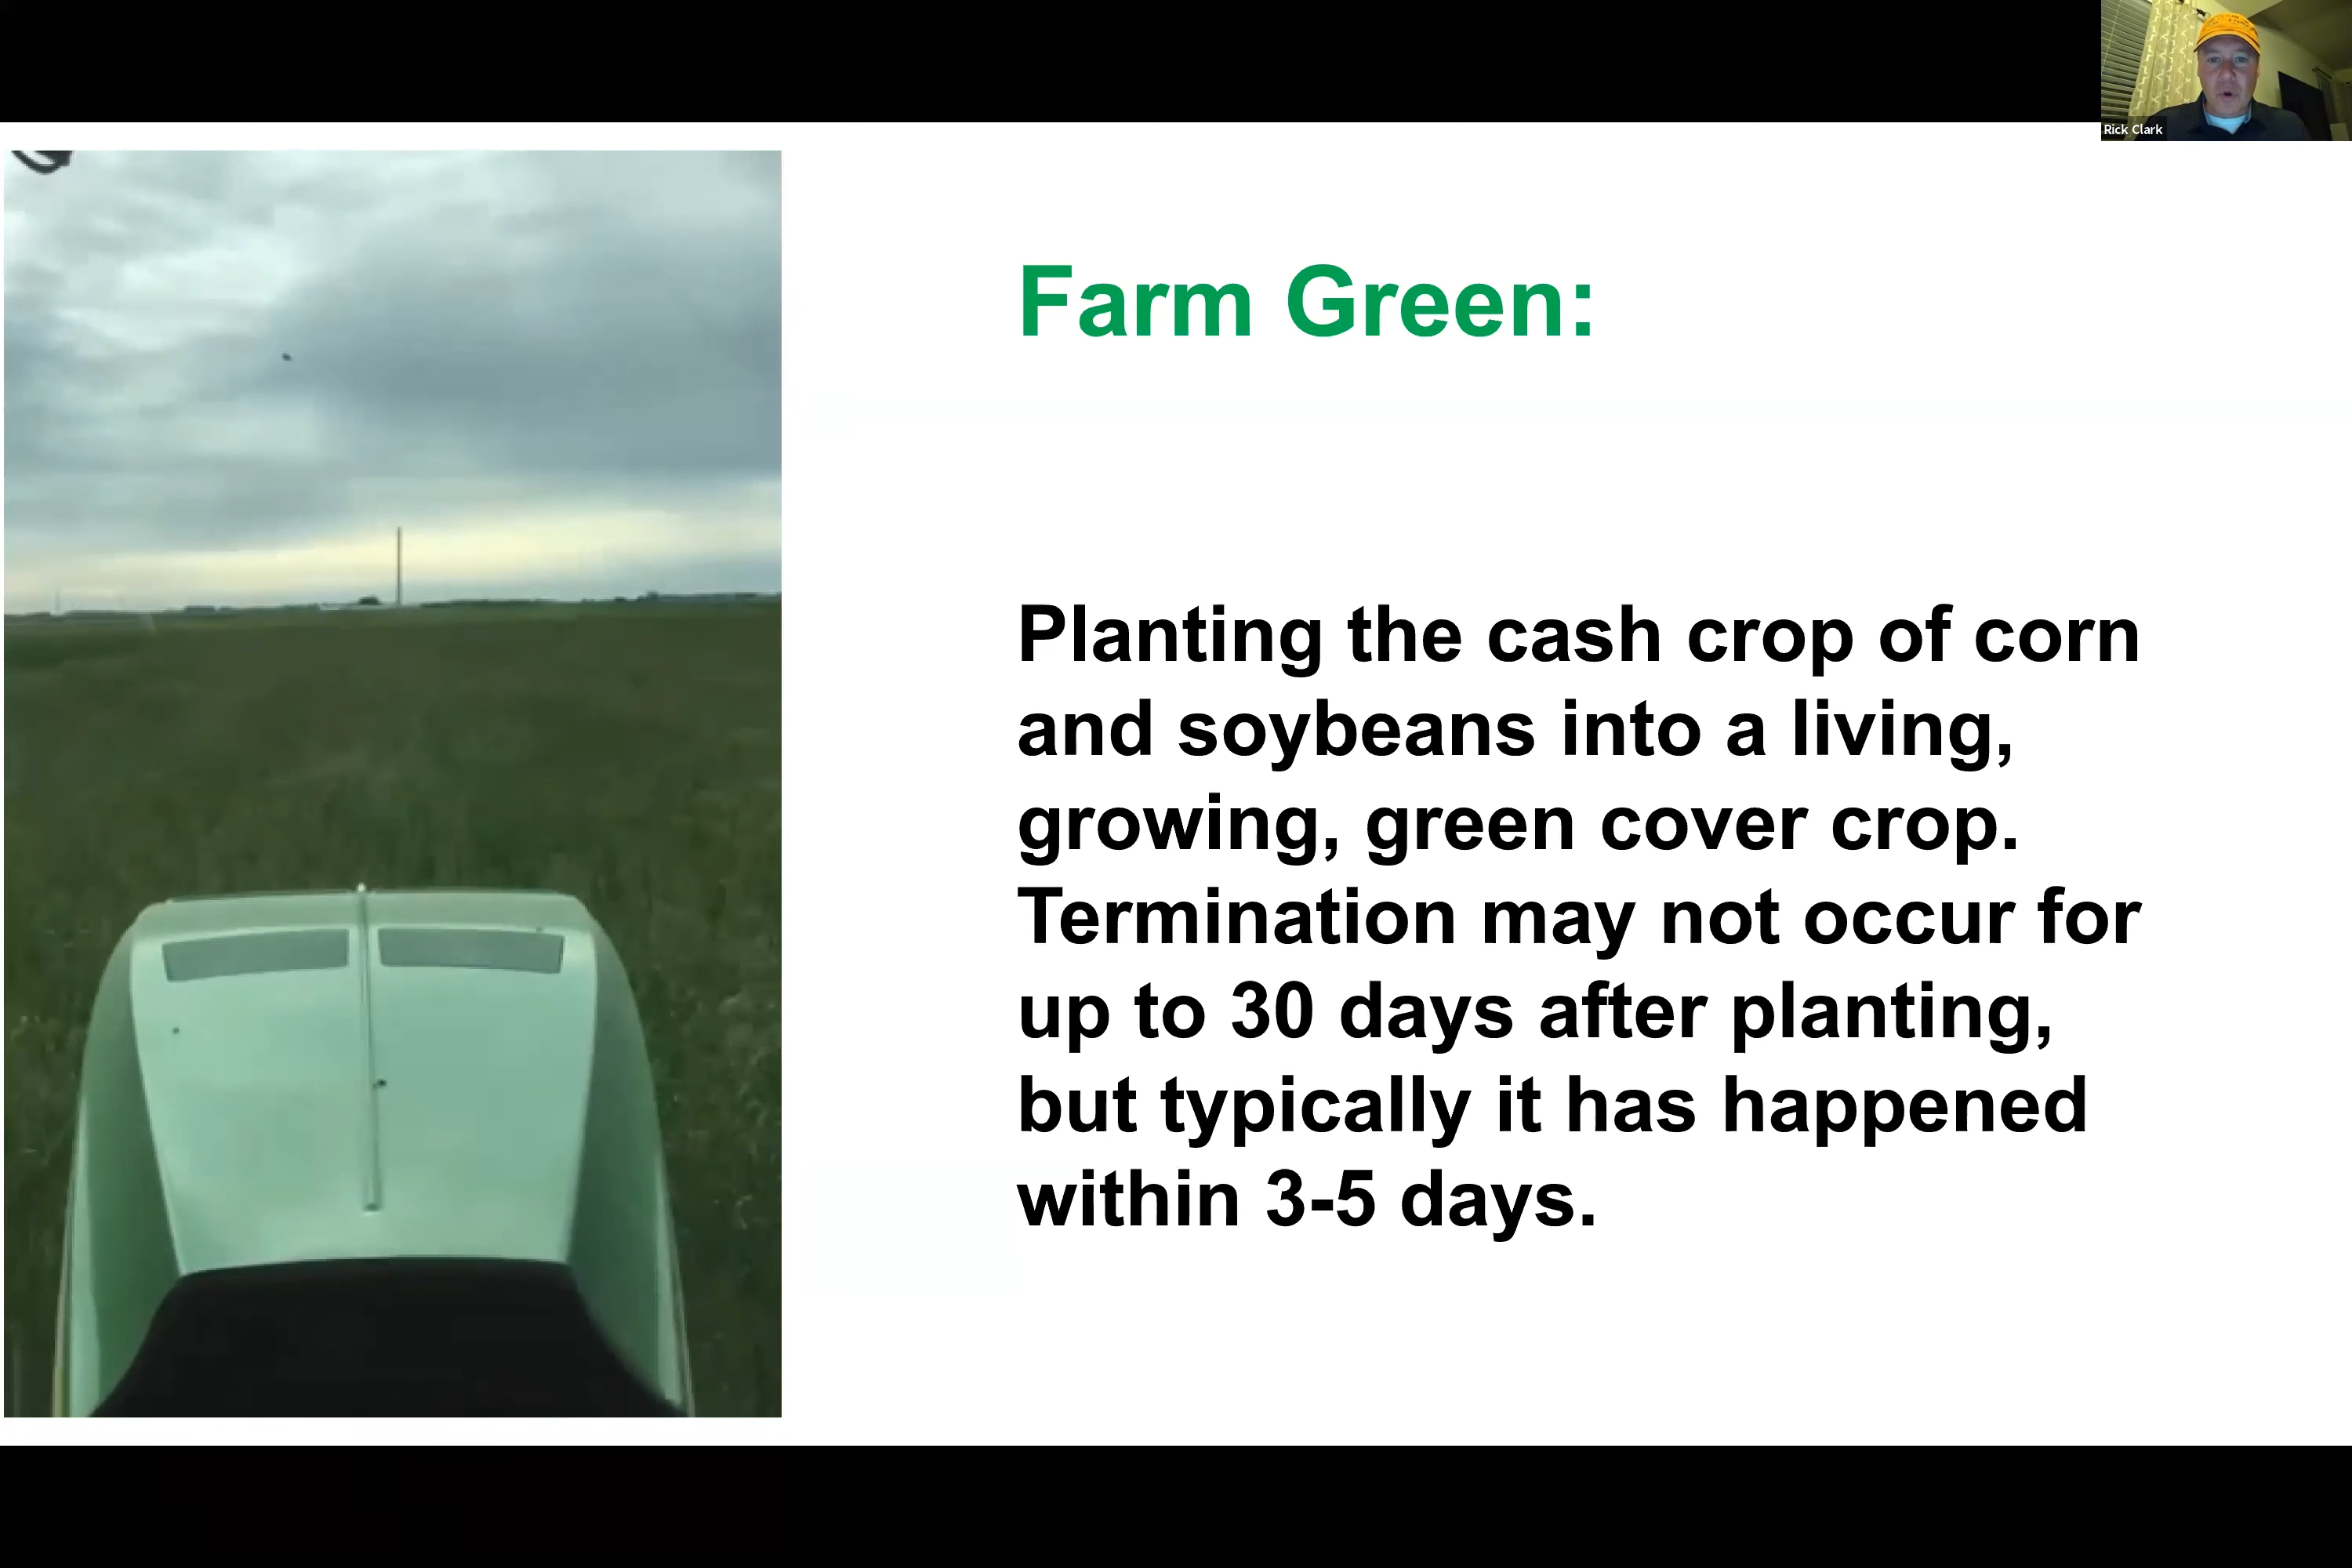 Rick Clark
Farm Green:
Planting the cash crop of corn
and soybeans into a living,
growing, green cover crop.
Termination may not occur for
up to 30 days after planting,
but typically it has happened
within 3-5 days.